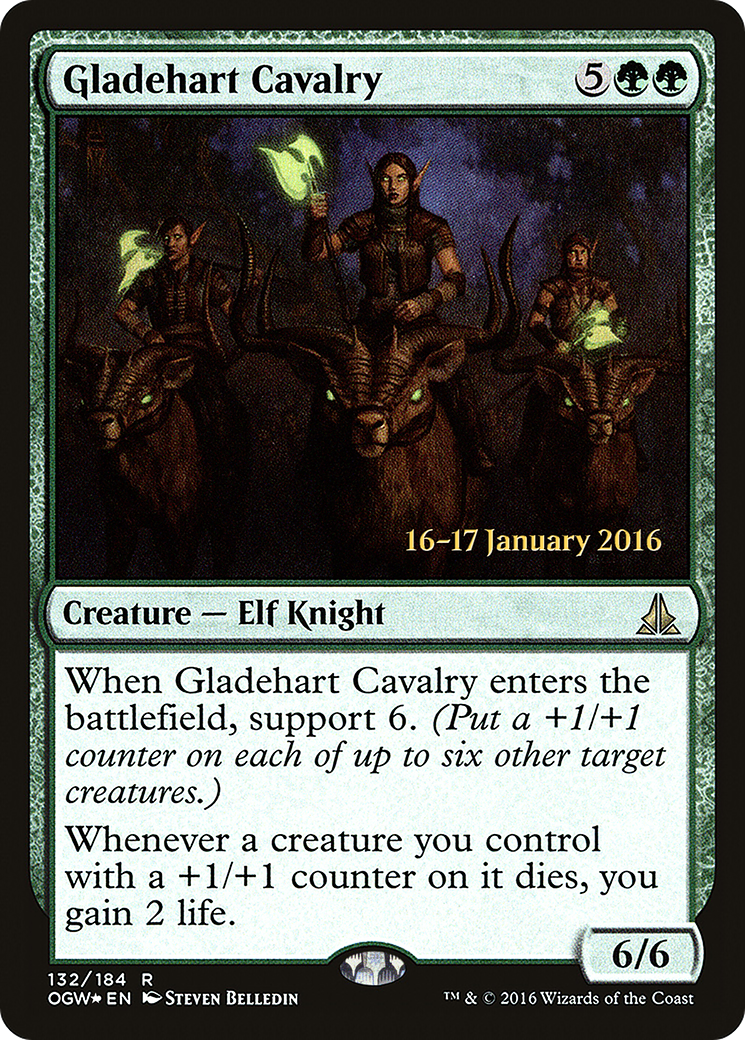 Gladehart Cavalry 5
16–17 January 2016
Creature — Elf Knight
When Gladehart Cavalry enters the
battlefield, support 6. (Put a +1/+1
counter on each of up to six other target
creatures.)
Whenever a creature you control
with a +1/+1 counter on it dies, you
gain 2 life.
6/6
132/184 R
OGW★EN Steven Belledin
™ & © 2016 Wizards of the Coast